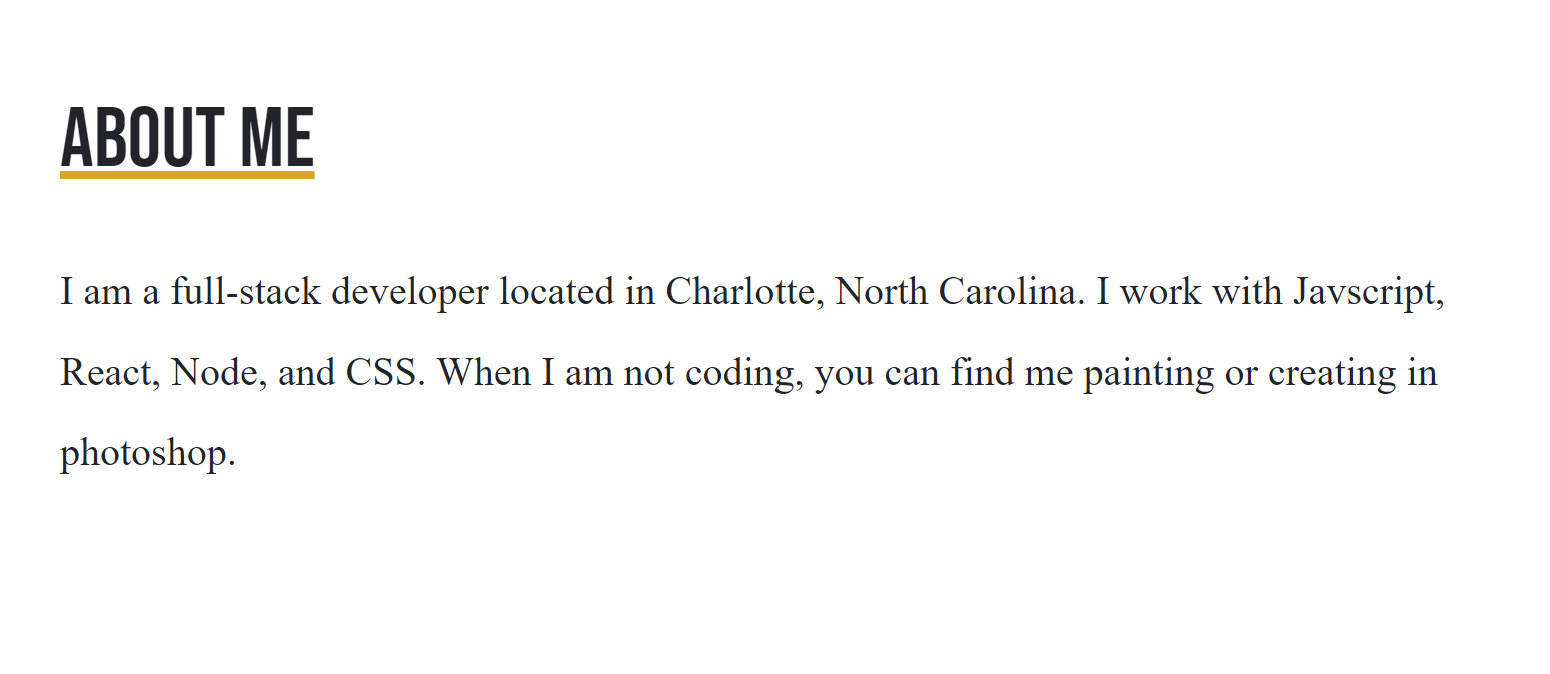 ABOUT ME
I am a full-stack developer located in Charlotte, North Carolina. I work with Javscript,
React, Node, and CSS. When I am not coding, you can find me painting or creating in
photoshop.